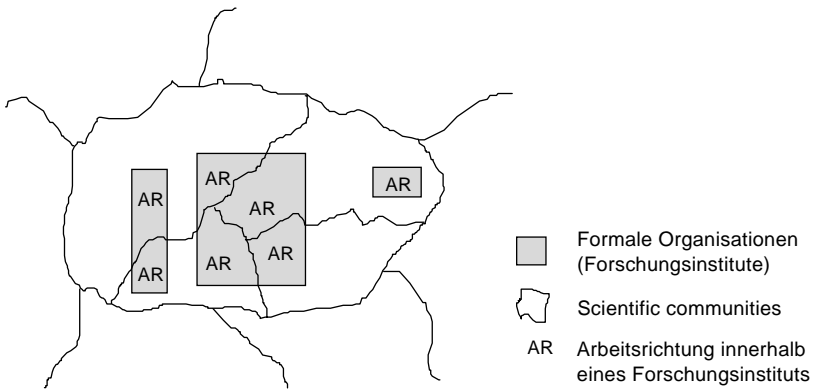 AR
AR
AR
AR
AR
AR
AR
AR
Formale Organisationen
(Forschungsinstitute)
Scientific communities
AR Arbeitsrichtung innerhalb
eines Forschungsinstituts